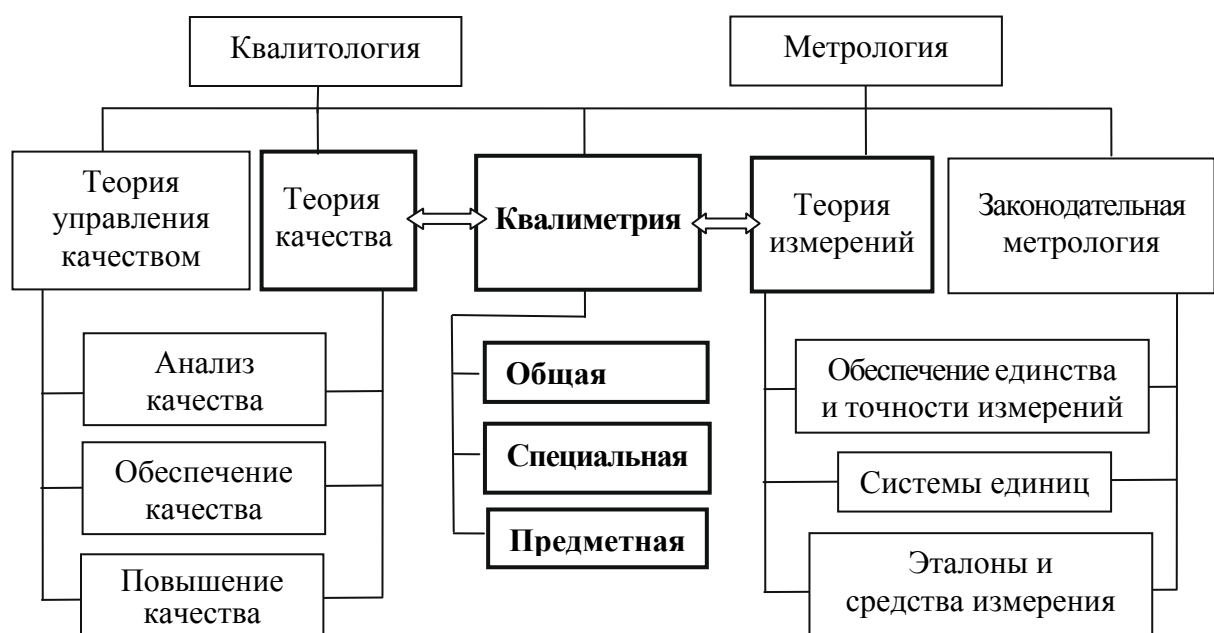 Квалитология
Метрология
Теория
управления
качеством
Теория
качества
Квалиметрия
Теория
измерений
Законодательная
метрология
Анализ
качества
Обеспечение
качества
Повышение
качества
Общая
Специальная
Предметная
Обеспечение единства
и точности измерений
Системы единиц
Эталоны и
средства измерения